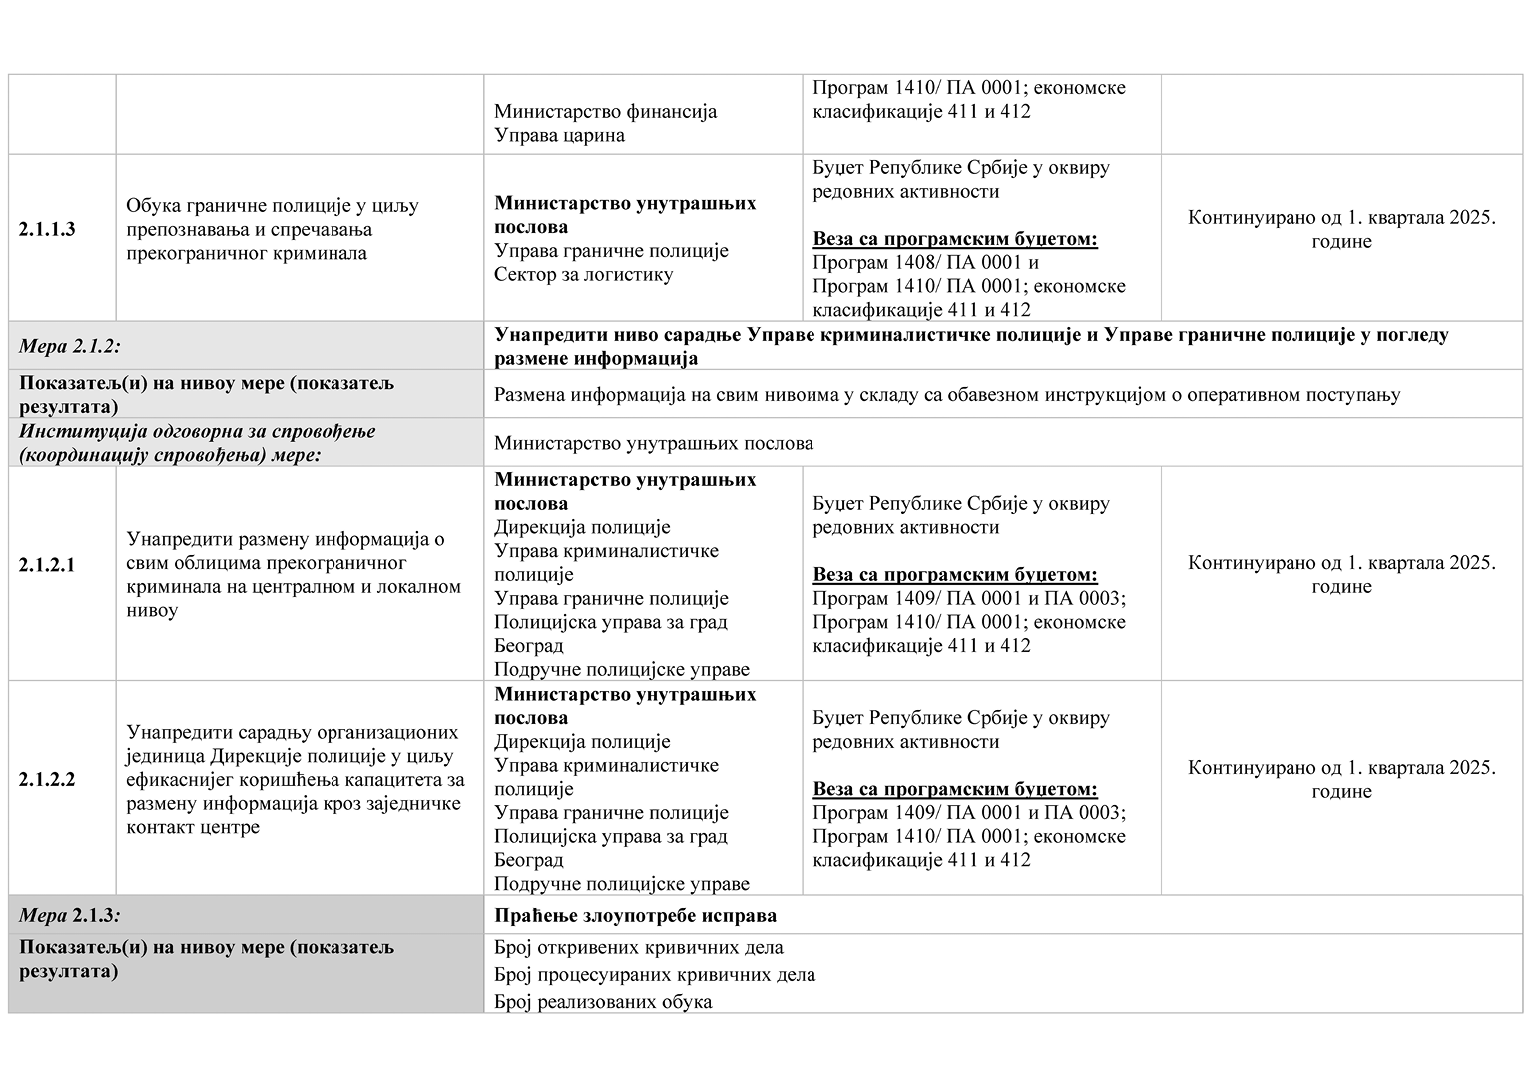 Министарство финансија
Управа царина
Програм 1410/ ПА 0001; економске
класификације 411 и 412
2.1.1.3
Обука граничне полиције у циљу
препознавања и спречавања
прекограничног криминала
Министарство унутрашњих
послова
Управа граничне полиције
Сектор за логистику
Буџет Републике Србије у оквиру
редовних активности
Веза са програмским буџетом:
Програм 1408/ ПА 0001 и
Програм 1410/ ПА 0001; економске
класификације 411 и 412
Континуирано од 1. квартала 2025.
године
Мера 2.1.2:
Унапредити ниво сарадње Управе криминалистичке полиције и Управе граничне полиције у погледу
размене информација
Показатељ(и) на нивоу мере (показатељ
резултата)
Размена информација на свим нивоима у складу са обавезном инструкцијом о оперативном поступању
Институција одговорна за спровођење
(координацију спровођења) мере:
Министарство унутрашњих послова
2.1.2.1
Унапредити размену информација о
свим облицима прекограничног
криминала на централном и локалном
нивоу
Министарство унутрашњих
послова
Дирекција полиције
Управа криминалистичке
полиције
Управа граничне полиције
Полицијска управа за град
Београд
Подручне полицијске управе
Буџет Републике Србије у оквиру
редовних активности
Веза са програмским буџетом:
Програм 1409/ ПА 0001 и ПА 0003;
Програм 1410/ ПА 0001; економске
класификације 411 и 412
Континуирано од 1. квартала 2025.
године
2.1.2.2
Унапредити сарадњу организационих
јединица Дирекције полиције у циљу
ефикаснијег коришћења капацитета за
размену информација кроз заједничке
контакт центре
Министарство унутрашњих
послова
Дирекција полиције
Управа криминалистичке
полиције
Управа граничне полиције
Полицијска управа за град
Београд
Подручне полицијске управе
Буџет Републике Србије у оквиру
редовних активности
Веза са програмским буџетом:
Програм 1409/ ПА 0001 и ПА 0003;
Програм 1410/ ПА 0001; економске
класификације 411 и 412
Континуирано од 1. квартала 2025.
године
Мера 2.1.3:
Праћење злоупотребе исправа
Показатељ(и) на нивоу мере (показатељ
резултата)
Број откривених кривичних дела
Број процесуираних кривичних дела
Број реализованих обука